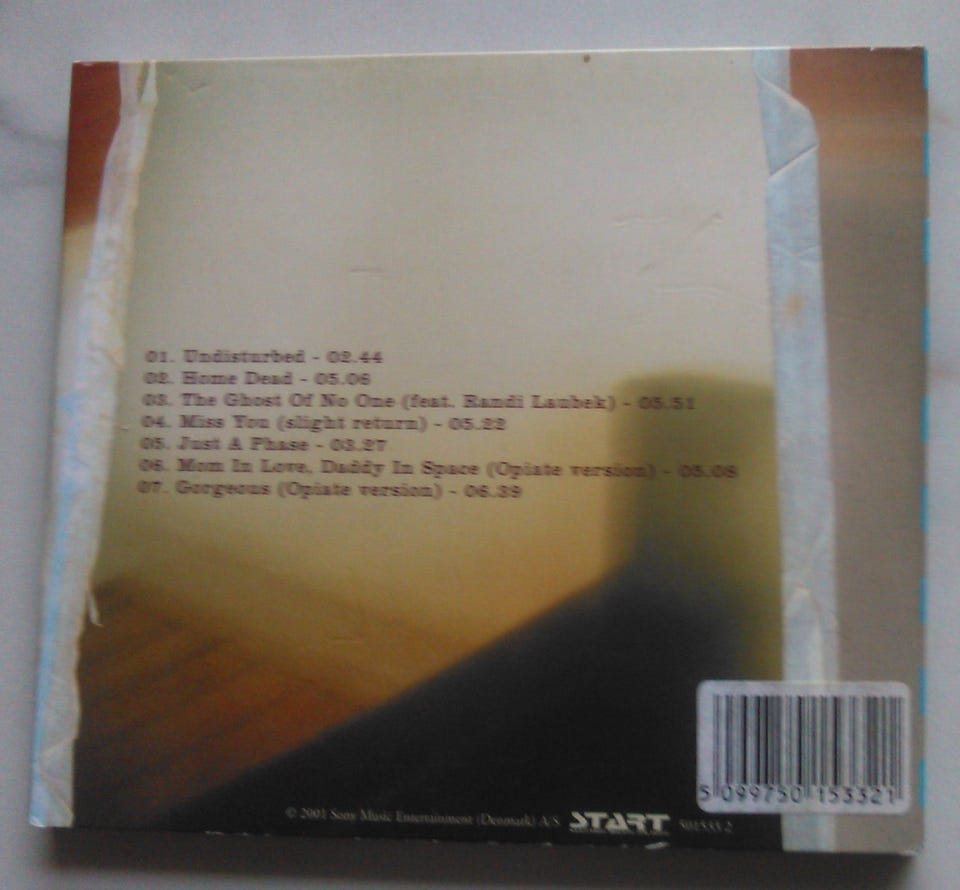 01. Undisturbed - 02.44
02. Home Dead - 05.06
03. The Ghost Of No One (feat. Randi Laubek) - 05.51
04. Miss You (slight return) - 05.22
05. Just A Phase - 03.27
06. Mom In Love, Daddy In Space (Opiate version) - 05.08
07. Gorgeous (Opiate version) - 06.39
5 099750 153321
© 2001 Sony Music Entertainment (Denmark) A/S START 501533 2